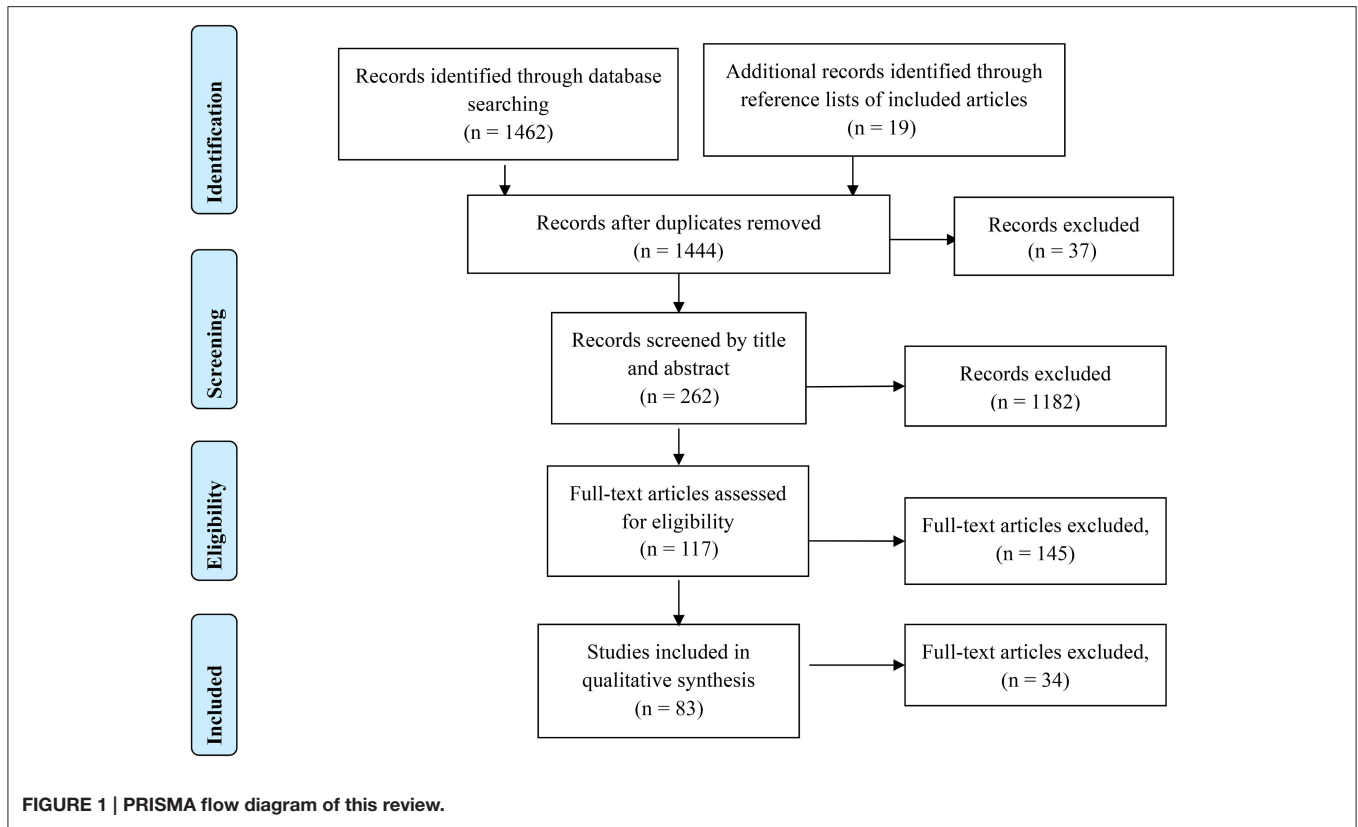 Identification
Records identified through database
searching
(n = 1462)
Additional records identified through
reference lists of included articles
(n = 19)
Records after duplicates removed
(n = 1444)
Records excluded
(n = 37)
Screening
Records screened by title
and abstract
(n = 262)
Records excluded
(n = 1182)
Eligibility
Full-text articles assessed
for eligibility
(n = 117)
Full-text articles excluded,
(n = 145)
Included
Studies included in
qualitative synthesis
(n = 83)
Full-text articles excluded,
(n = 34)
FIGURE 1 | PRISMA flow diagram of this review.